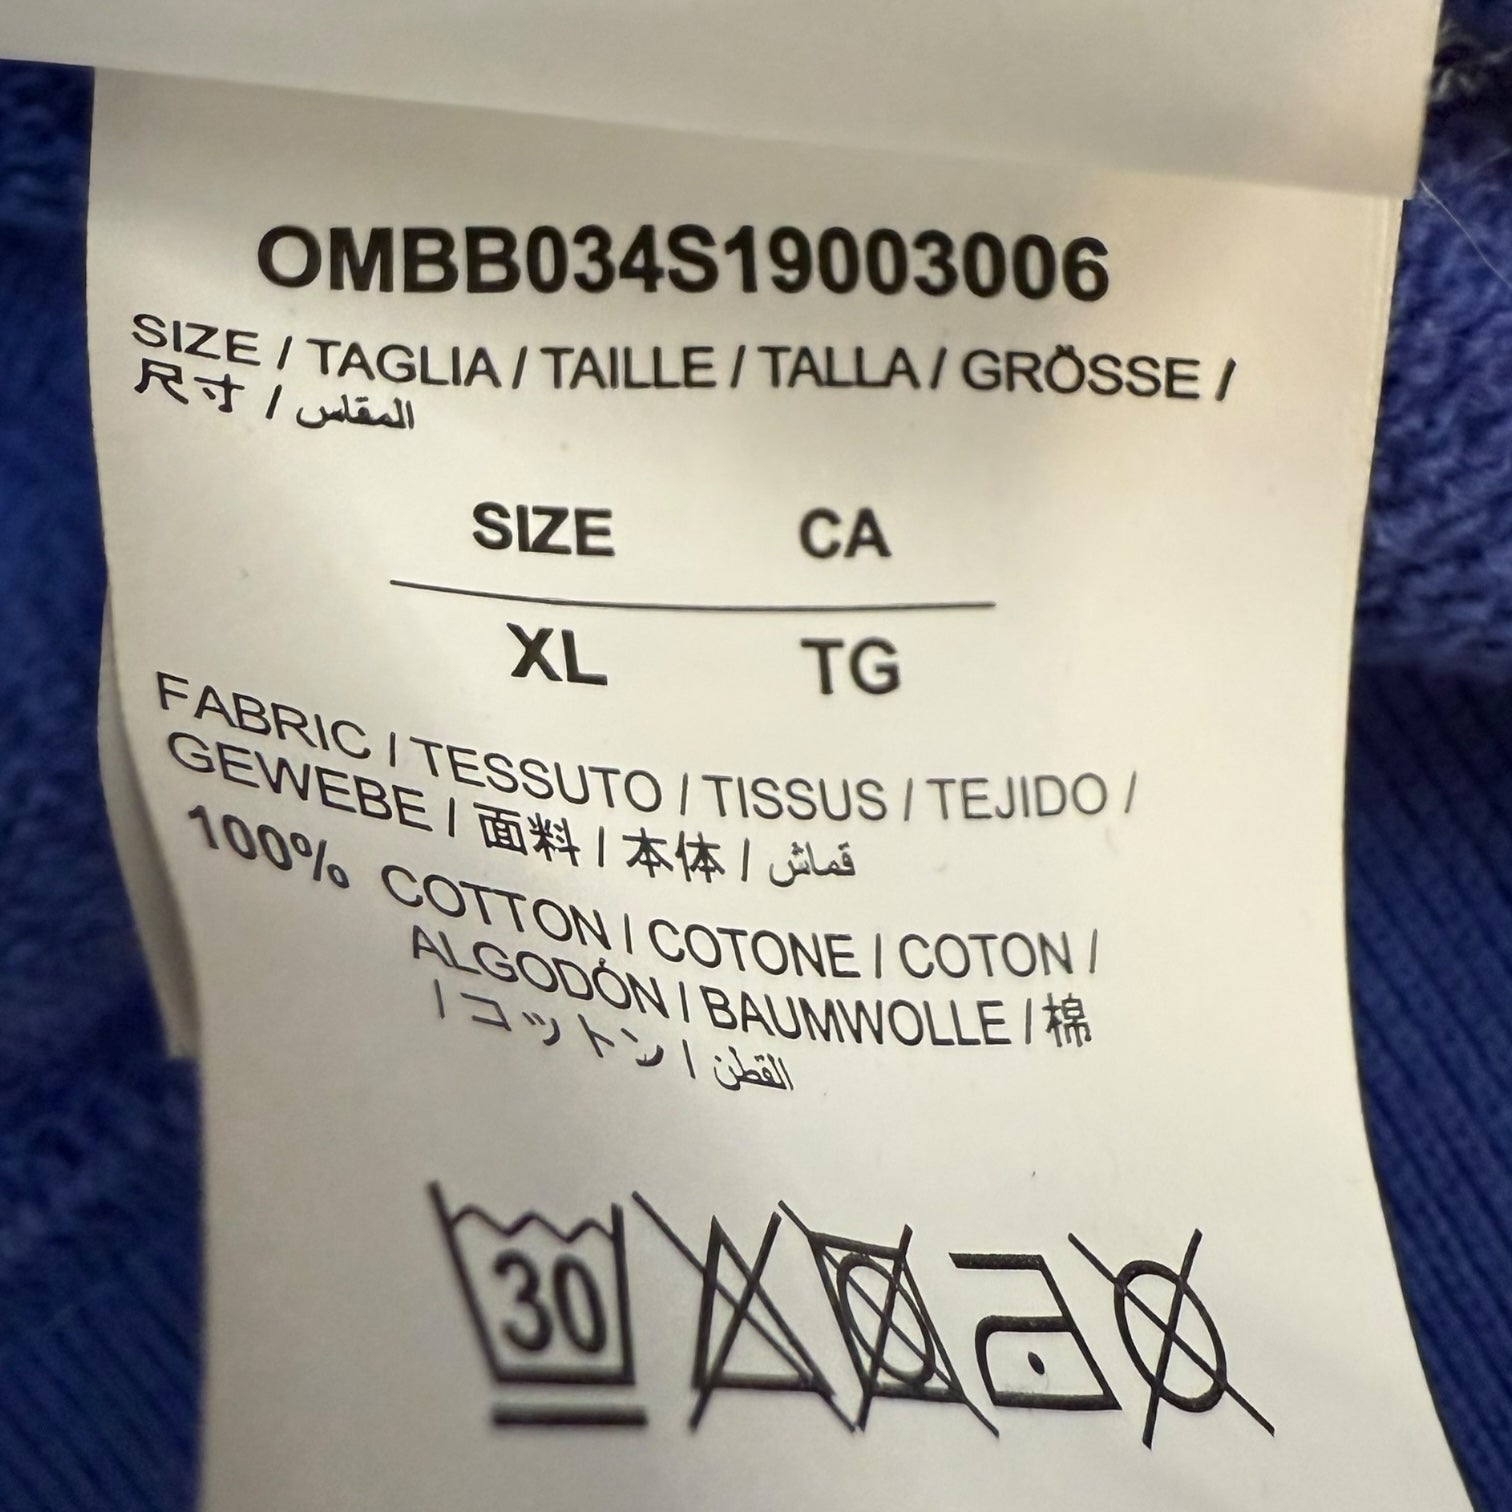 OMBB034S19003006
SIZE / TAGLIA / TAILLE / TALLA / GRÖSSE /
尺寸 / المقاس
SIZE CA
XL TG
FABRIC / TESSUTO / TISSUS / TEJIDO /
GEWEBE / 面料 / 本体 / قماش
100% COTTON / COTONE / COTON /
ALGODÓN / BAUMWOLLE / 棉
/ コットン / القطن
30